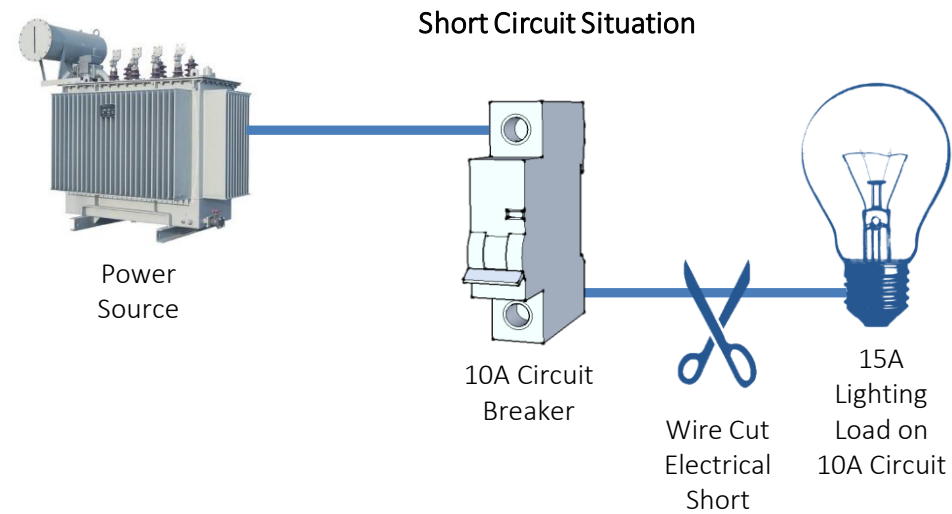 Short Circuit Situation
Power
Source
10A Circuit
Breaker
Wire Cut
Electrical
Short
15A
Lighting
Load on
10A Circuit